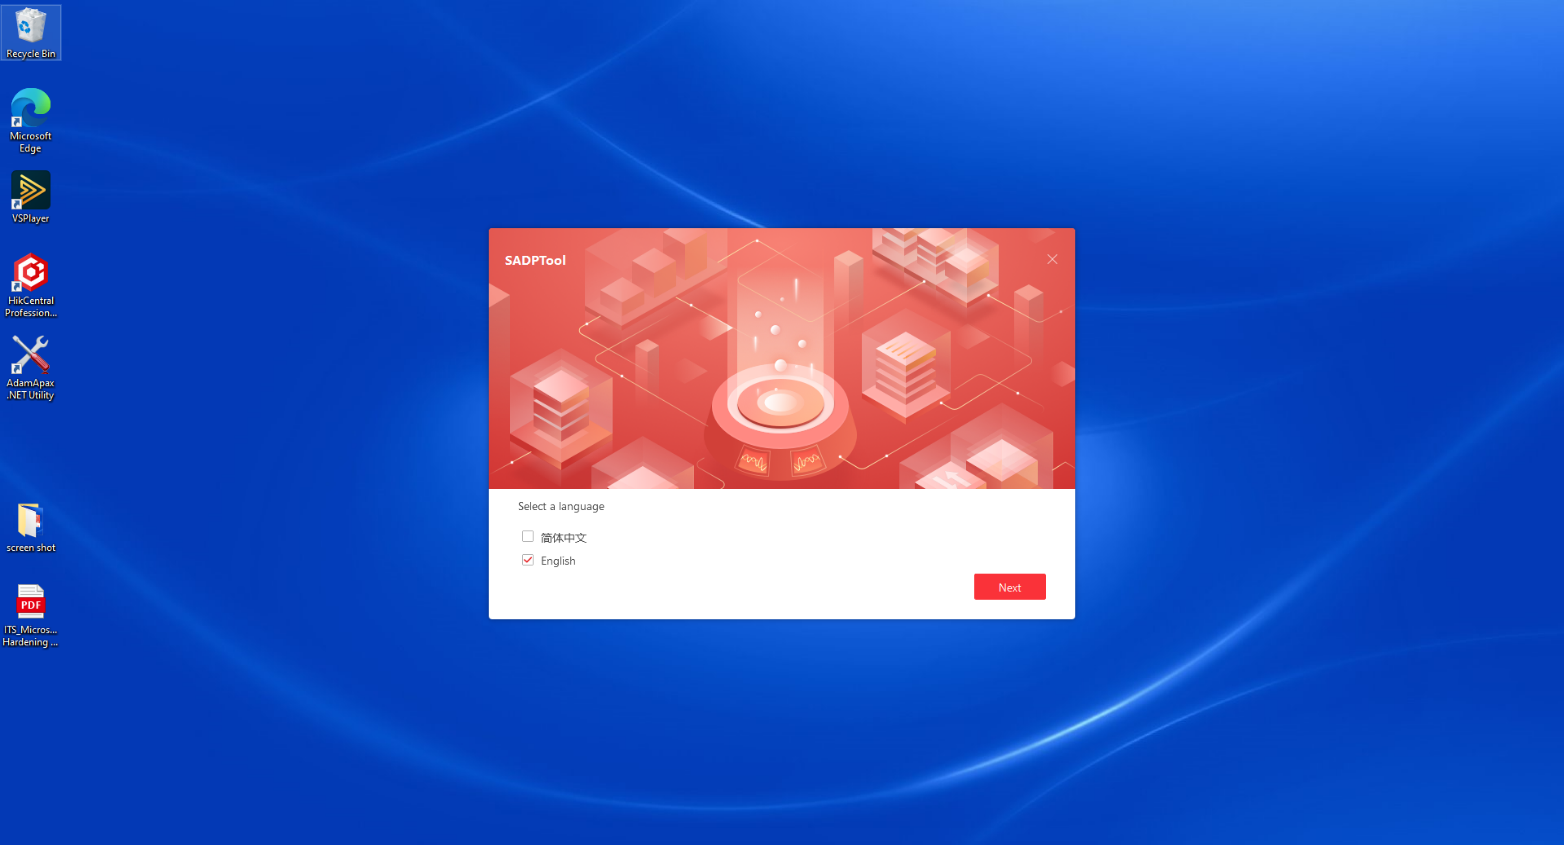 Recycle Bin
Microsoft
Edge
VSPlayer
HikCentral
Profession...
AdamApax
.NET Utility
screen shot
PDF
ITS_Micros...
Hardening ...
SADPTool
Select a language
简体中文
English
Next